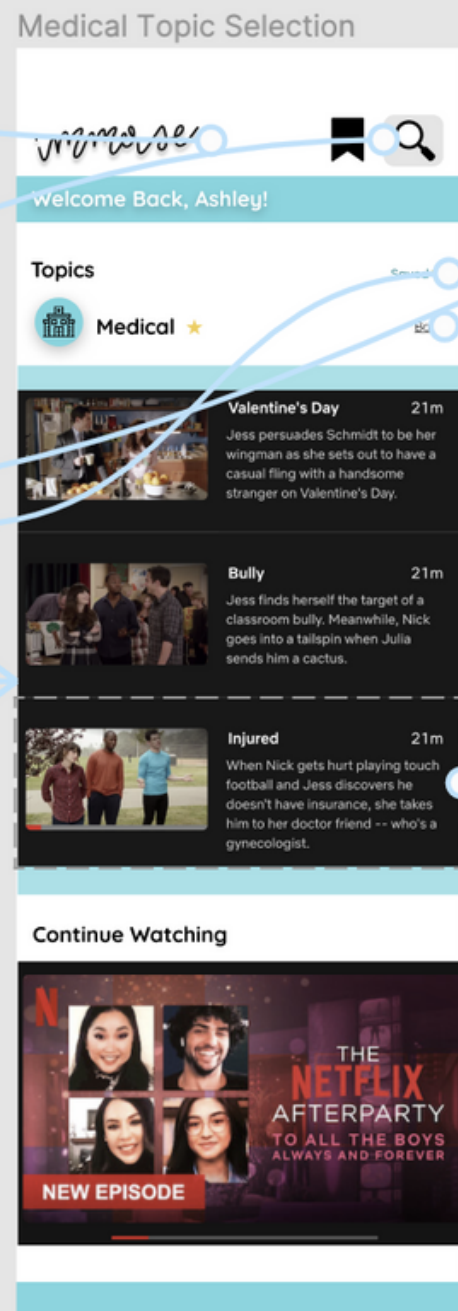 Medical Topic Selection
immerse
Welcome Back, Ashley!
Topics
Saved
Medical
Valentine's Day 21m
Jess persuades Schmidt to be her
wingman as she sets out to have a
casual fling with a handsome
stranger on Valentine's Day.
Bully 21m
Jess finds herself the target of a
classroom bully. Meanwhile, Nick
goes into a tailspin when Julia
sends him a cactus.
Injured 21m
When Nick gets hurt playing touch
football and Jess discovers he
doesn't have insurance, she takes
him to her doctor friend -- who's a
gynecologist.
Continue Watching
N
THE
NETFLIX
AFTERPARTY
TO ALL THE BOYS
ALWAYS AND FOREVER
NEW EPISODE